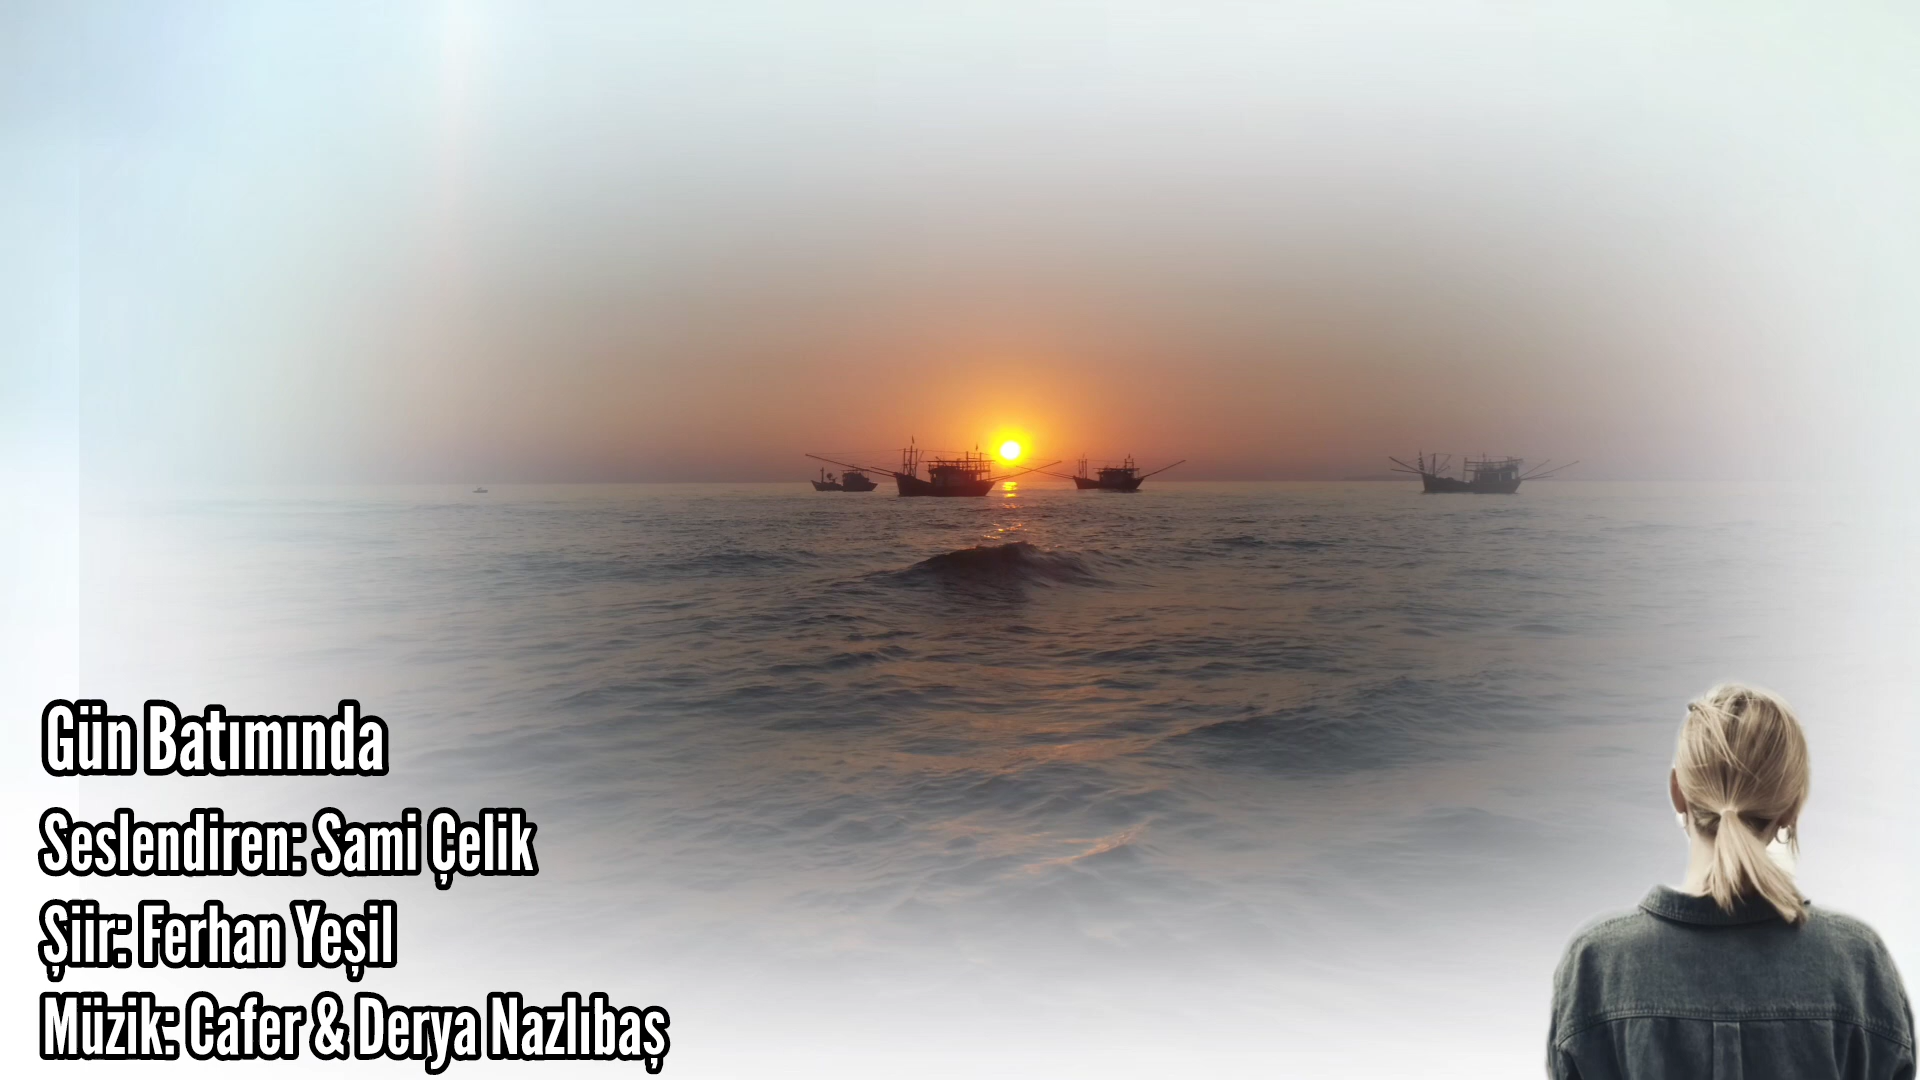 Gün Batımında
Seslendiren: Sami Çelik
Şiir: Ferhan Yeşil
Müzik: Cafer & Derya Nazlıbaş